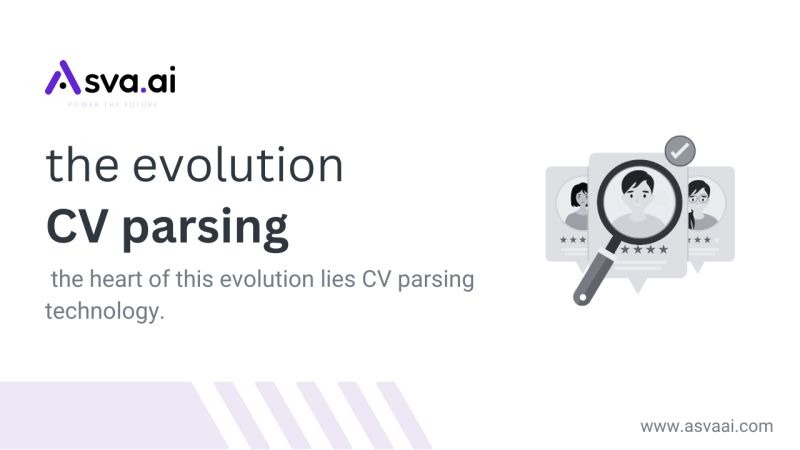 Asva.ai
POWER THE FUTURE
the evolution
CV parsing
the heart of this evolution lies CV parsing
technology.
www.asvaai.com